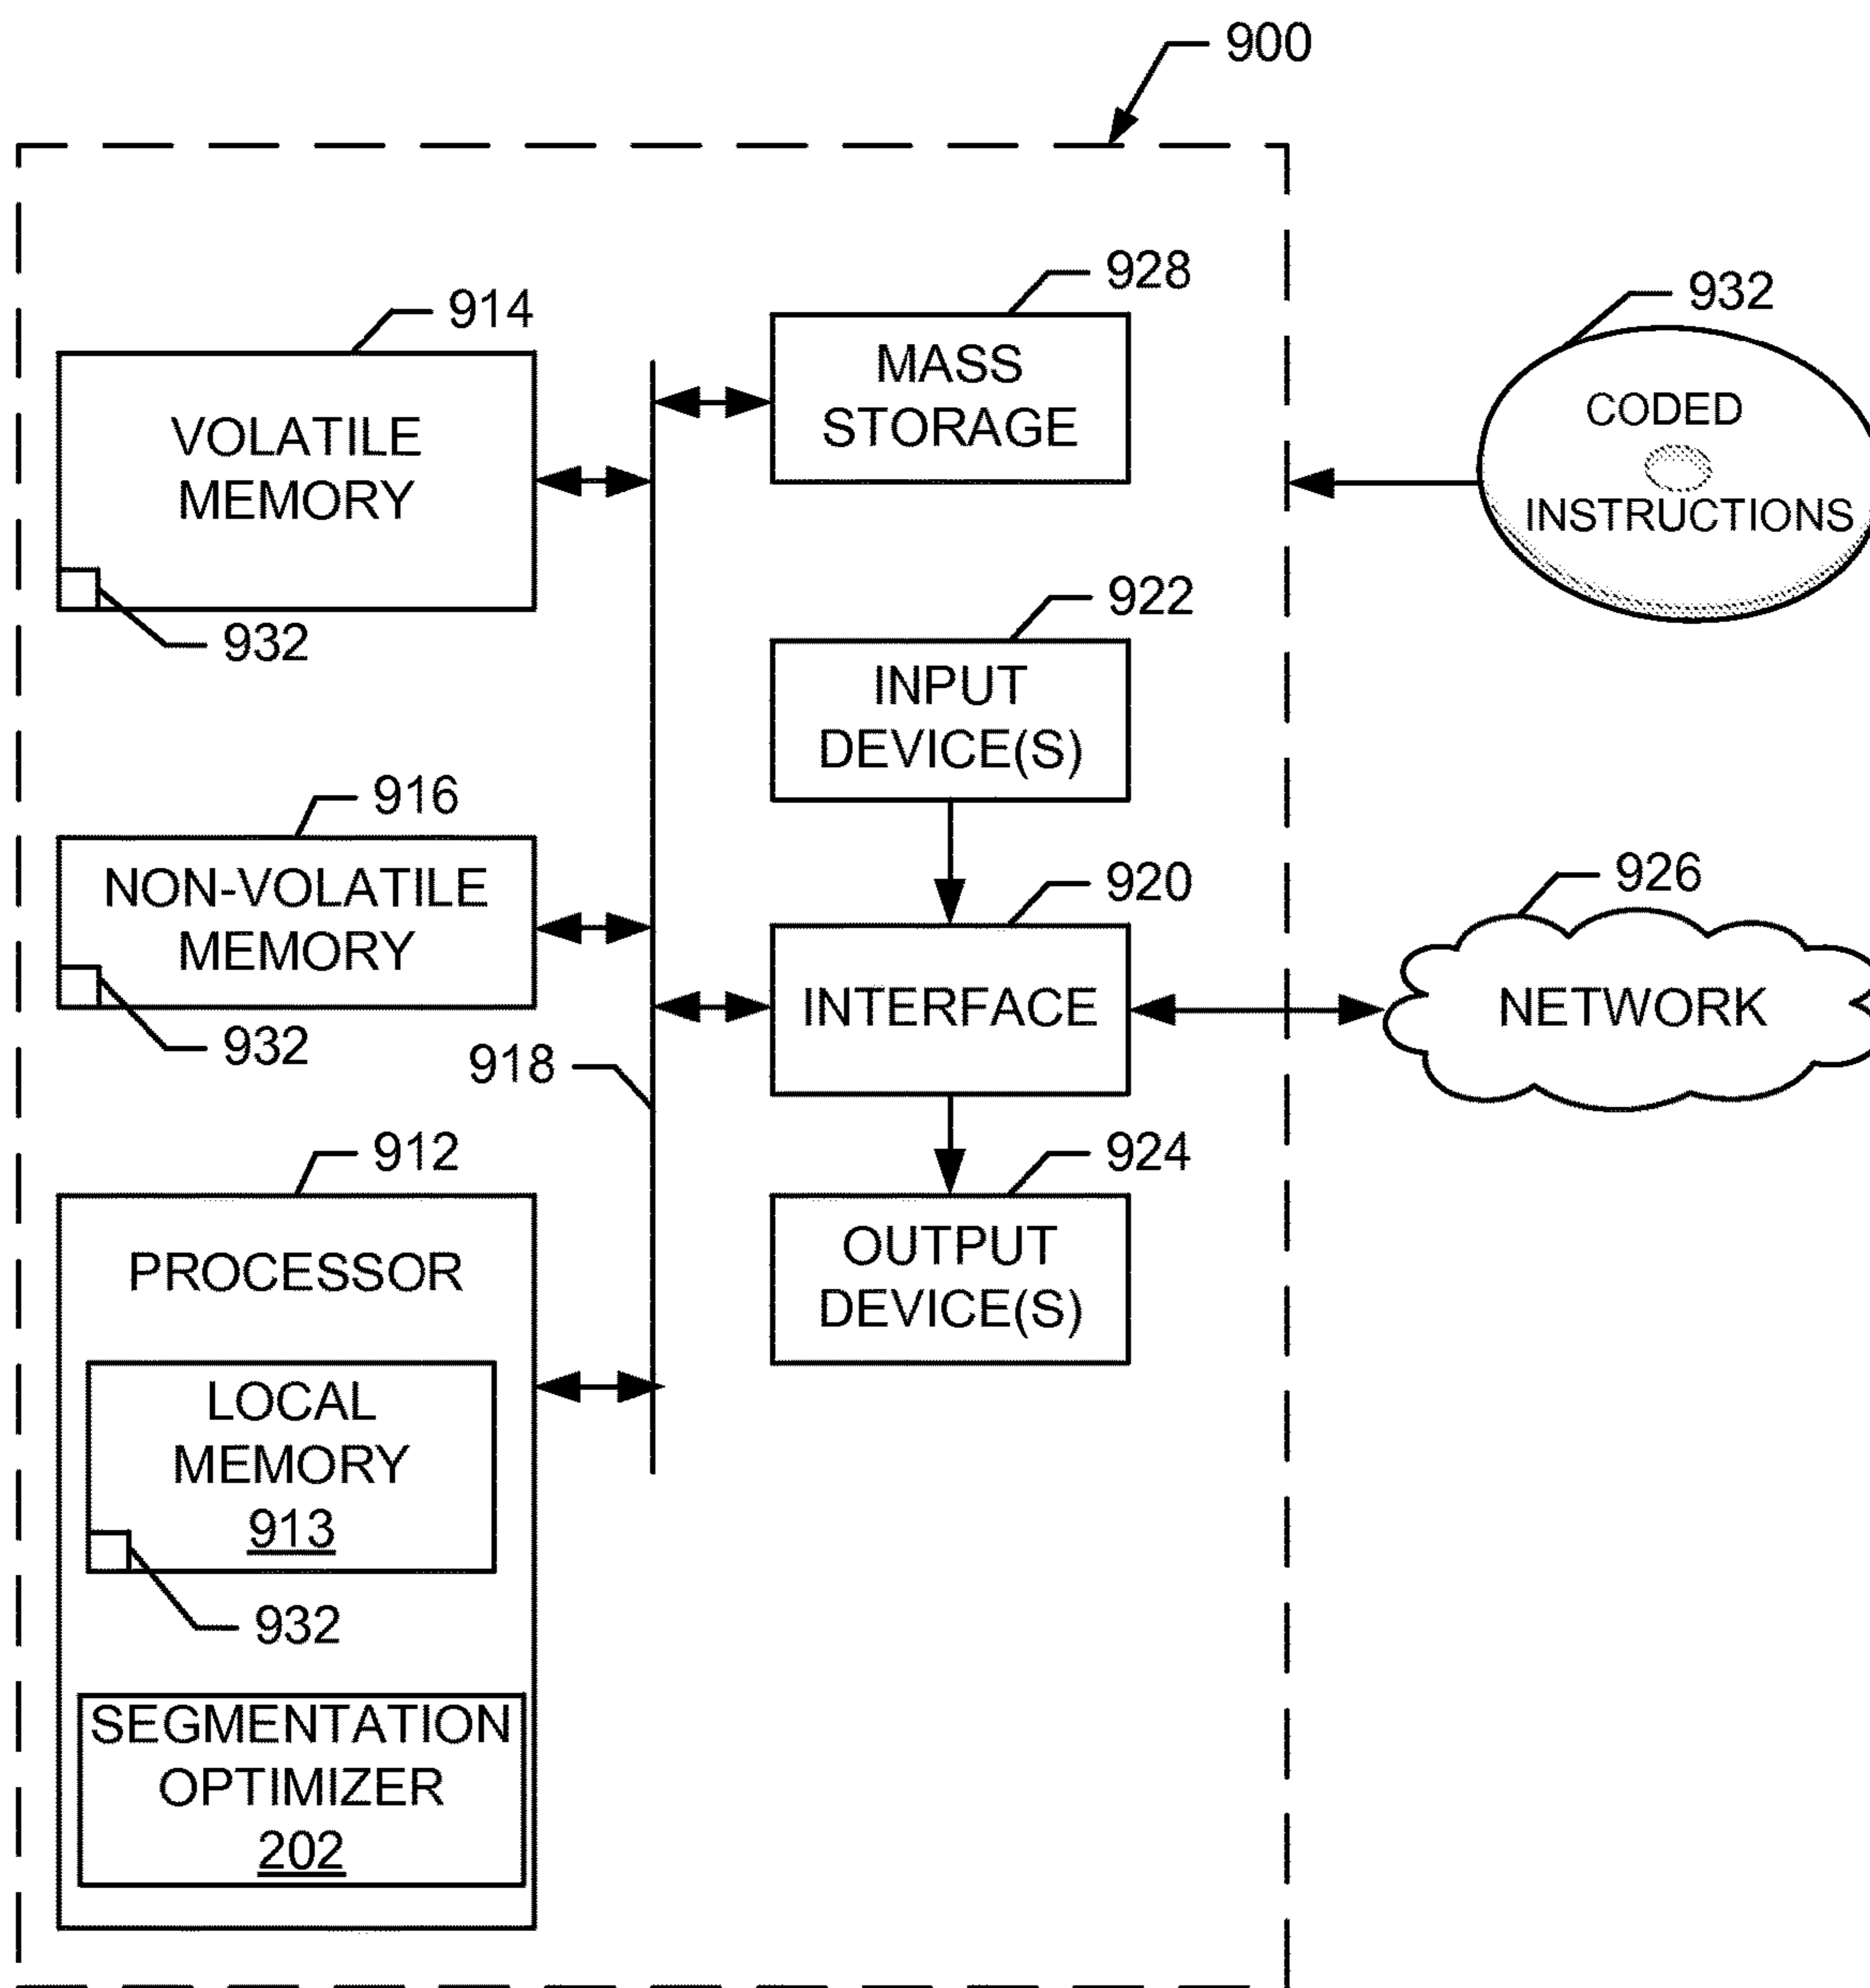 900
914
VOLATILE
MEMORY
932
916
NON-VOLATILE
MEMORY
932
918
912
PROCESSOR
LOCAL
MEMORY
913
932
SEGMENTATION
OPTIMIZER
202
928
MASS
STORAGE
922
INPUT
DEVICE(S)
920
INTERFACE
924
OUTPUT
DEVICE(S)
932
CODED
INSTRUCTIONS
926
NETWORK